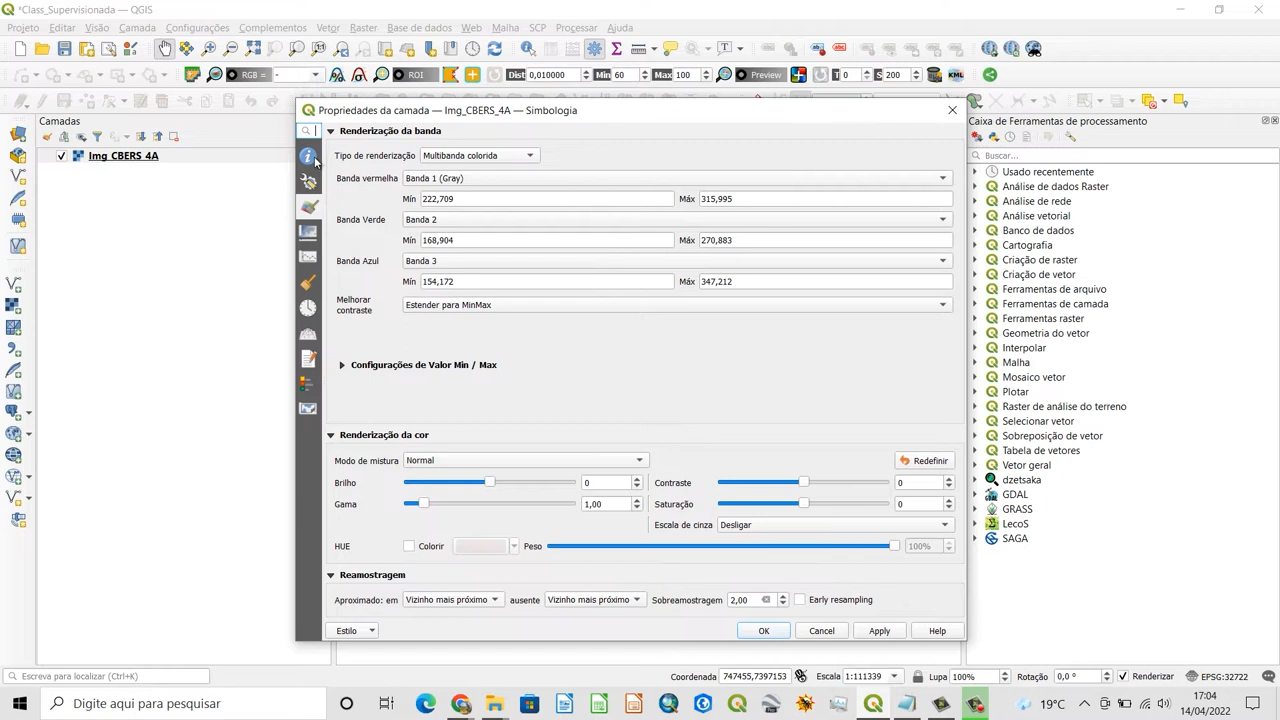 *Class_Supervisionada — QGIS
Projeto Editar Visão Camada Configurações Complementos Vetor Raster Base de dados Web Malha SCP Processar Ajuda
RGB = - ROI Dist 0,010000 Min 60 Max 100 Preview T 0 S 200 KML
Camadas
Img_CBERS_4A
Propriedades da camada — Img_CBERS_4A — Simbologia
Renderização da banda
Tipo de renderização Multibanda colorida
Banda vermelha Banda 1 (Gray)
Mín 222,709 Máx 315,995
Banda Verde Banda 2
Mín 168,904 Máx 270,883
Banda Azul Banda 3
Mín 154,172 Máx 347,212
Melhorar contraste Estender para MinMax
Configurações de Valor Min / Max
Renderização da cor
Modo de mistura Normal Redefinir
Brilho 0 Contraste 0
Gama 1,00 Saturação 0
Escala de cinza Desligar
HUE Colorir Peso 100%
Reamostragem
Aproximado: em Vizinho mais próximo ausente Vizinho mais próximo Sobreamostragem 2,00 Early resampling
Estilo OK Cancel Apply Help
Caixa de Ferramentas de processamento
Buscar...
Usado recentemente
Análise de dados Raster
Análise de rede
Análise vetorial
Banco de dados
Cartografia
Criação de raster
Criação de vetor
Ferramentas de arquivo
Ferramentas de camada
Ferramentas raster
Geometria do vetor
Interpolar
Malha
Mosaico vetor
Plotar
Raster de análise do terreno
Selecionar vetor
Sobreposição de vetor
Tabela de vetores
Vetor geral
dzetsaka
GDAL
GRASS
LecoS
SAGA
Escreva para localizar (Ctrl+K) Coordenada 747455,7397153 Escala 1:111339 Lupa 100% Rotação 0,0 ° Renderizar EPSG:32722
Digite aqui para pesquisar 19°C 17:04
14/04/2022